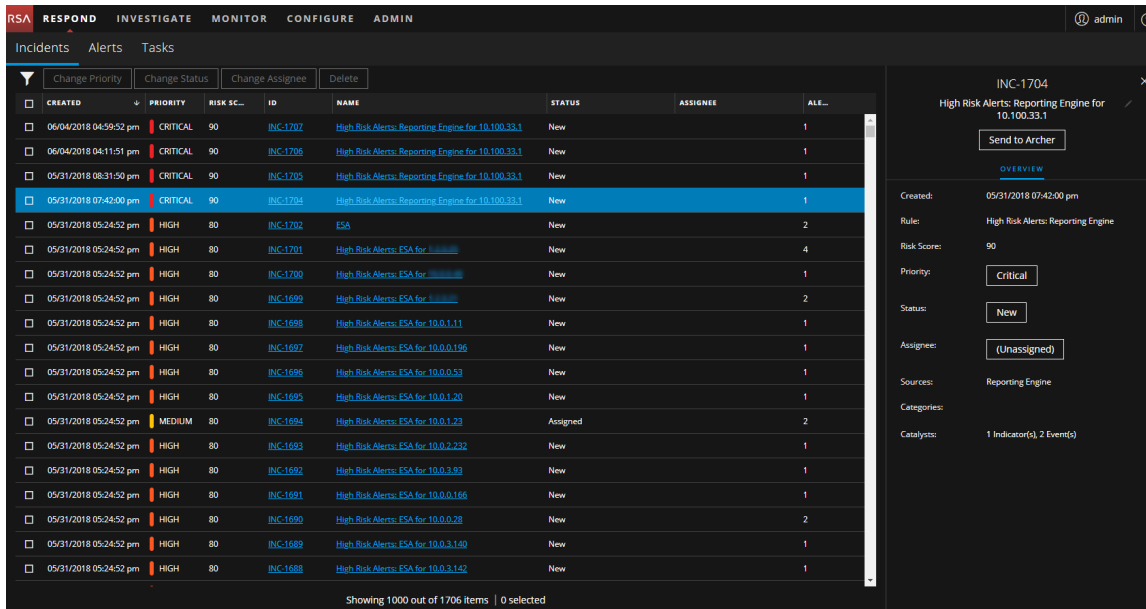 RSA RESPOND INVESTIGATE MONITOR CONFIGURE ADMIN admin
Incidents Alerts Tasks
Change Priority Change Status Change Assignee Delete
CREATED PRIORITY RISK SC... ID NAME STATUS ASSIGNEE ALE...
06/04/2018 04:59:52 pm CRITICAL 90 INC-1707 High Risk Alerts: Reporting Engine for 10.100.33.1 New 1
06/04/2018 04:11:51 pm CRITICAL 90 INC-1706 High Risk Alerts: Reporting Engine for 10.100.33.1 New 1
05/31/2018 08:31:50 pm CRITICAL 90 INC-1705 High Risk Alerts: Reporting Engine for 10.100.33.1 New 1
05/31/2018 07:42:00 pm CRITICAL 90 INC-1704 High Risk Alerts: Reporting Engine for 10.100.33.1 New 1
05/31/2018 05:24:52 pm HIGH 80 INC-1702 ESA New 2
05/31/2018 05:24:52 pm HIGH 80 INC-1701 High Risk Alerts: ESA for New 4
05/31/2018 05:24:52 pm HIGH 80 INC-1700 High Risk Alerts: ESA for New 1
05/31/2018 05:24:52 pm HIGH 80 INC-1699 High Risk Alerts: ESA for New 2
05/31/2018 05:24:52 pm HIGH 80 INC-1698 High Risk Alerts: ESA for 10.0.1.11 New 1
05/31/2018 05:24:52 pm HIGH 80 INC-1697 High Risk Alerts: ESA for 10.0.0.196 New 1
05/31/2018 05:24:52 pm HIGH 80 INC-1696 High Risk Alerts: ESA for 10.0.0.53 New 1
05/31/2018 05:24:52 pm HIGH 80 INC-1695 High Risk Alerts: ESA for 10.0.1.20 New 1
05/31/2018 05:24:52 pm MEDIUM 80 INC-1694 High Risk Alerts: ESA for 10.0.1.23 Assigned 2
05/31/2018 05:24:52 pm HIGH 80 INC-1693 High Risk Alerts: ESA for 10.0.2.232 New 1
05/31/2018 05:24:52 pm HIGH 80 INC-1692 High Risk Alerts: ESA for 10.0.3.93 New 1
05/31/2018 05:24:52 pm HIGH 80 INC-1691 High Risk Alerts: ESA for 10.0.0.166 New 1
05/31/2018 05:24:52 pm HIGH 80 INC-1690 High Risk Alerts: ESA for 10.0.0.28 New 2
05/31/2018 05:24:52 pm HIGH 80 INC-1689 High Risk Alerts: ESA for 10.0.3.140 New 1
05/31/2018 05:24:52 pm HIGH 80 INC-1688 High Risk Alerts: ESA for 10.0.3.142 New 1
Showing 1000 out of 1706 items | 0 selected
INC-1704
High Risk Alerts: Reporting Engine for
10.100.33.1
Send to Archer
OVERVIEW
Created: 05/31/2018 07:42:00 pm
Rule: High Risk Alerts: Reporting Engine
Risk Score: 90
Priority: Critical
Status: New
Assignee: (Unassigned)
Sources: Reporting Engine
Categories:
Catalysts: 1 Indicator(s), 2 Event(s)